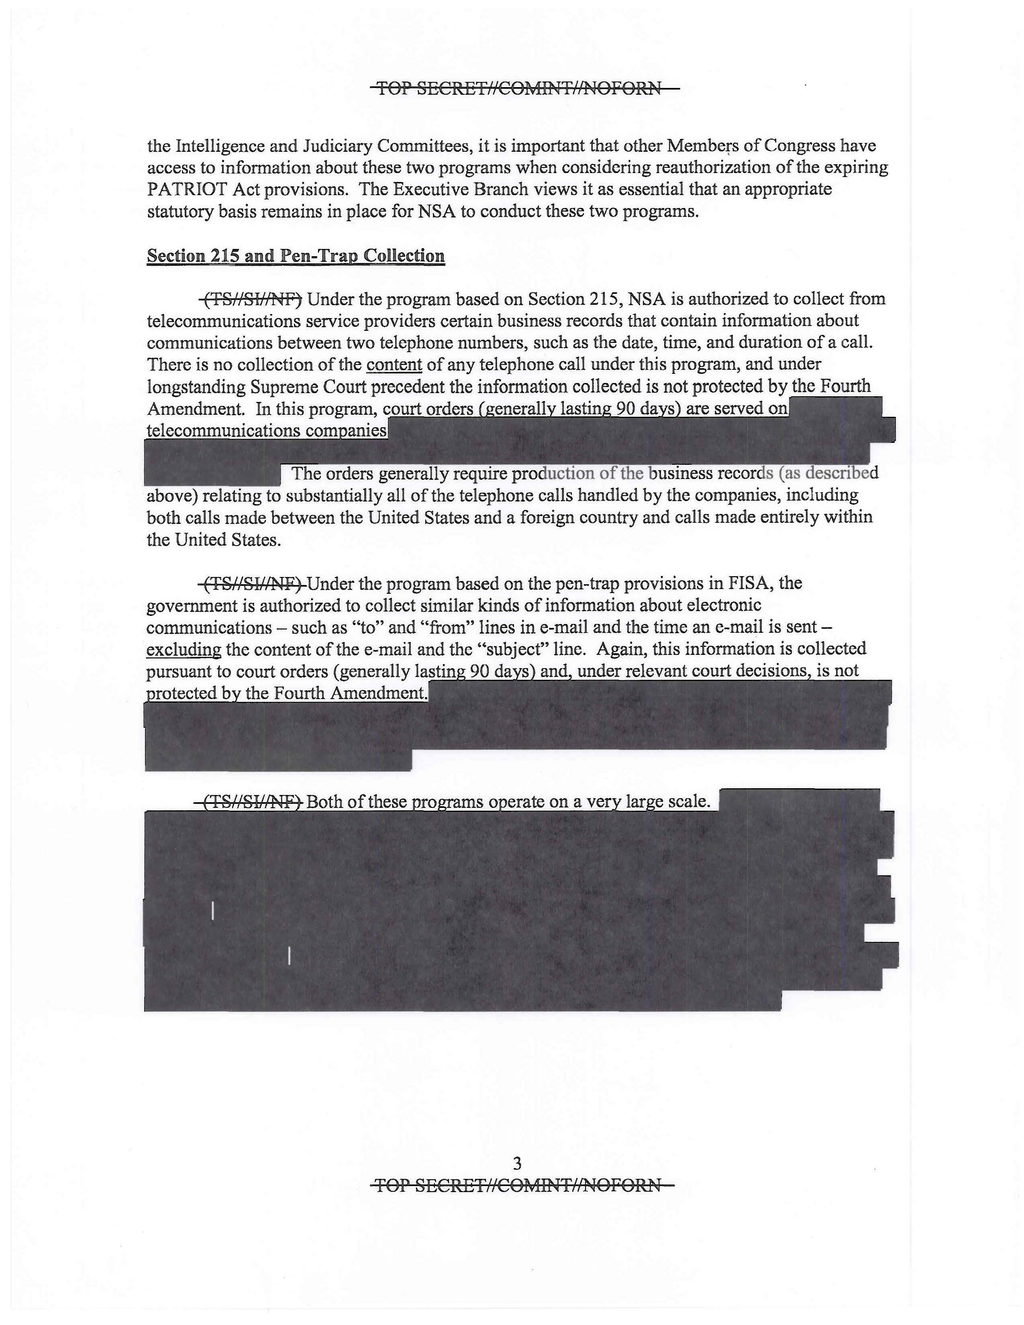 TOP SECRET//COMINT//NOFORN
the Intelligence and Judiciary Committees, it is important that other Members of Congress have
access to information about these two programs when considering reauthorization of the expiring
PATRIOT Act provisions. The Executive Branch views it as essential that an appropriate
statutory basis remains in place for NSA to conduct these two programs.
Section 215 and Pen-Trap Collection
(TS//SI//NF) Under the program based on Section 215, NSA is authorized to collect from
telecommunications service providers certain business records that contain information about
communications between two telephone numbers, such as the date, time, and duration of a call.
There is no collection of the content of any telephone call under this program, and under
longstanding Supreme Court precedent the information collected is not protected by the Fourth
Amendment. In this program, court orders (generally lasting 90 days) are served on
telecommunications companies
The orders generally require production of the business records (as described
above) relating to substantially all of the telephone calls handled by the companies, including
both calls made between the United States and a foreign country and calls made entirely within
the United States.
(TS//SI//NF) Under the program based on the pen-trap provisions in FISA, the
government is authorized to collect similar kinds of information about electronic
communications – such as “to” and “from” lines in e-mail and the time an e-mail is sent –
excluding the content of the e-mail and the “subject” line. Again, this information is collected
pursuant to court orders (generally lasting 90 days) and, under relevant court decisions, is not
protected by the Fourth Amendment.
(TS//SI//NF) Both of these programs operate on a very large scale.
3
TOP SECRET//COMINT//NOFORN